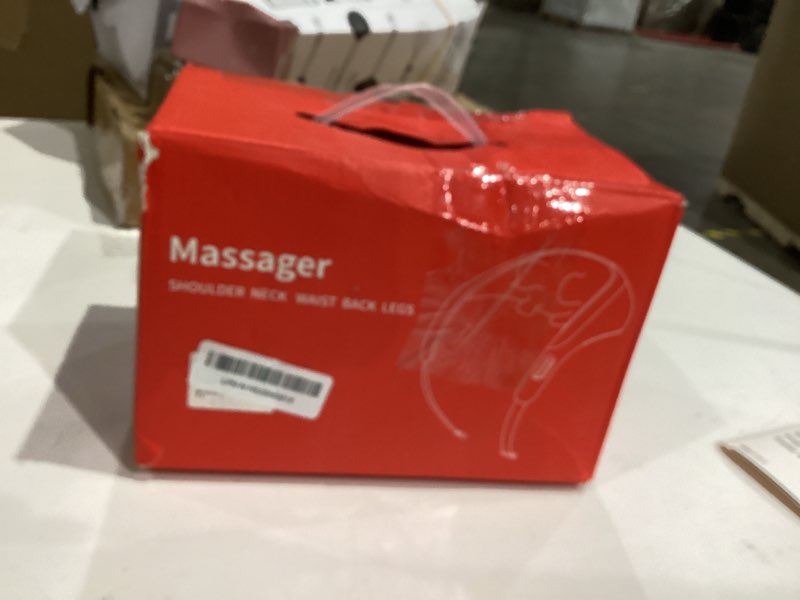 Massager
SHOULDER NECK WAIST BACK LEGS